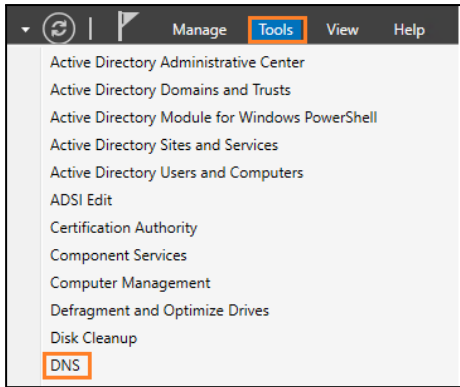 Manage Tools View Help
Active Directory Administrative Center
Active Directory Domains and Trusts
Active Directory Module for Windows PowerShell
Active Directory Sites and Services
Active Directory Users and Computers
ADSI Edit
Certification Authority
Component Services
Computer Management
Defragment and Optimize Drives
Disk Cleanup
DNS